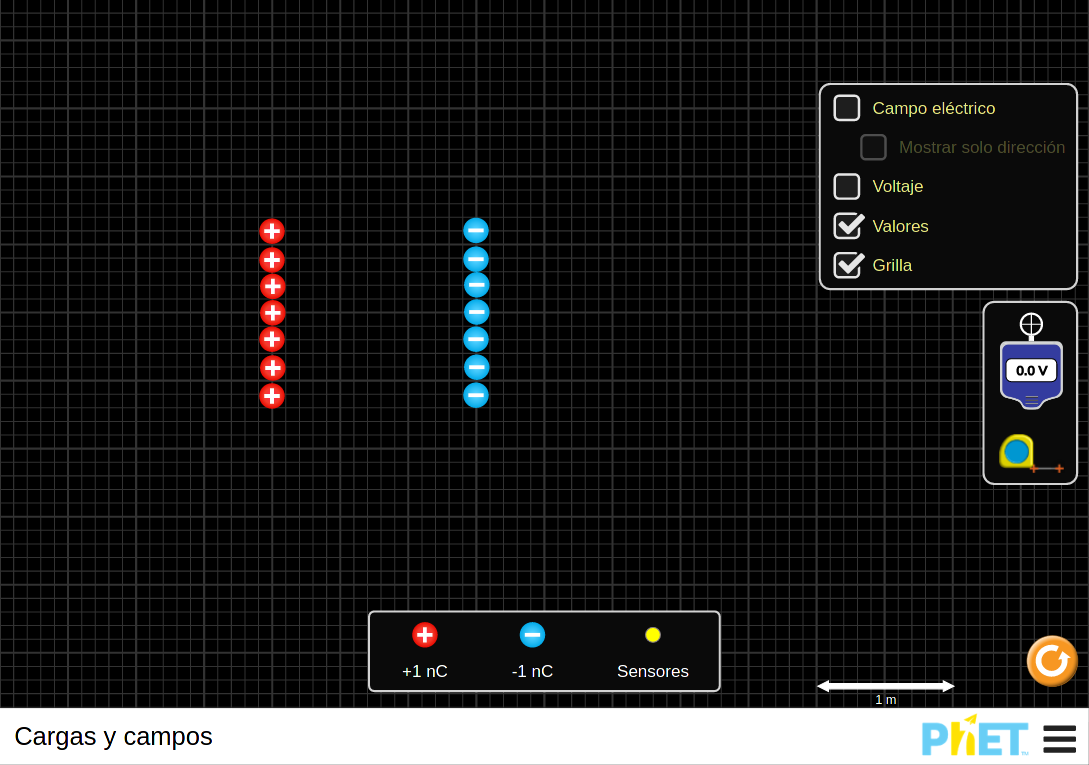 Campo eléctrico
Mostrar solo dirección
Voltaje
Valores
Grilla
0.0 V
+1 nC
-1 nC
Sensores
1 m
Cargas y campos
PhET